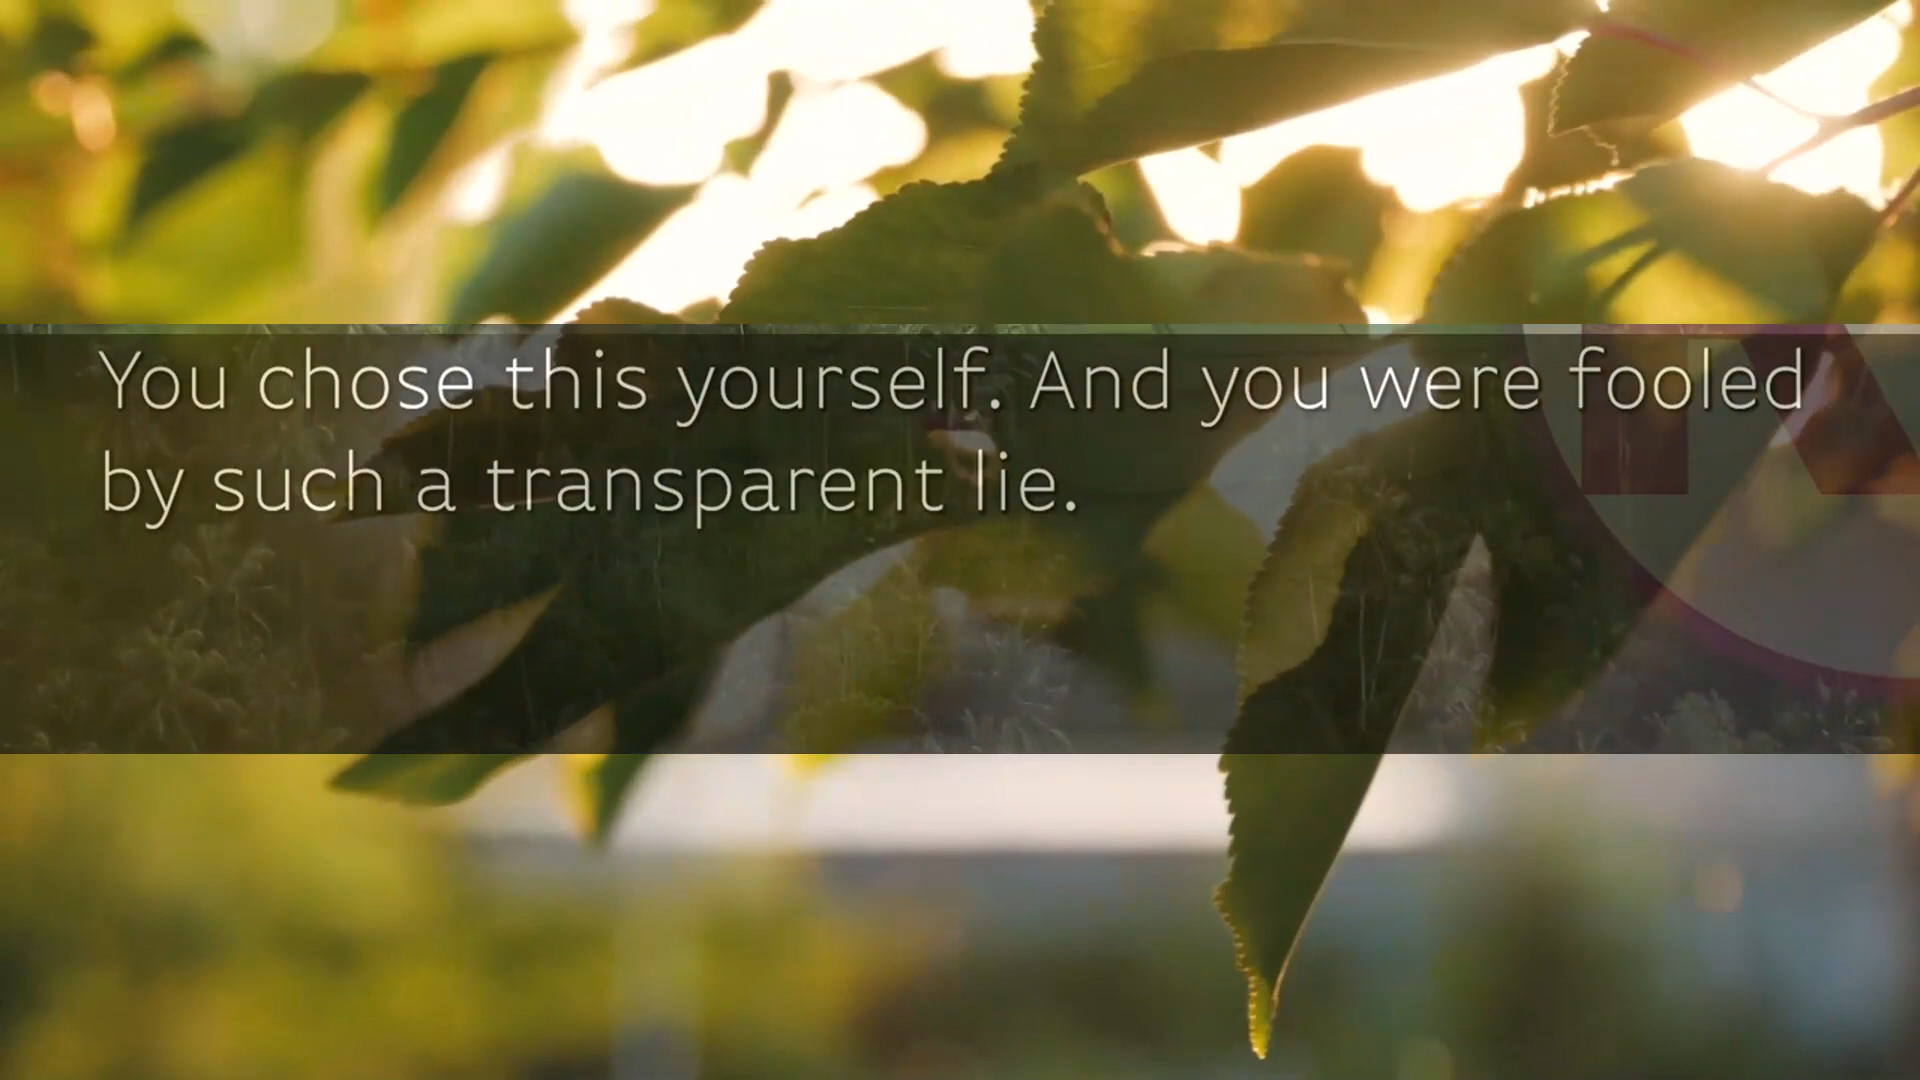 You chose this yourself. And you were fooled
by such a transparent lie.